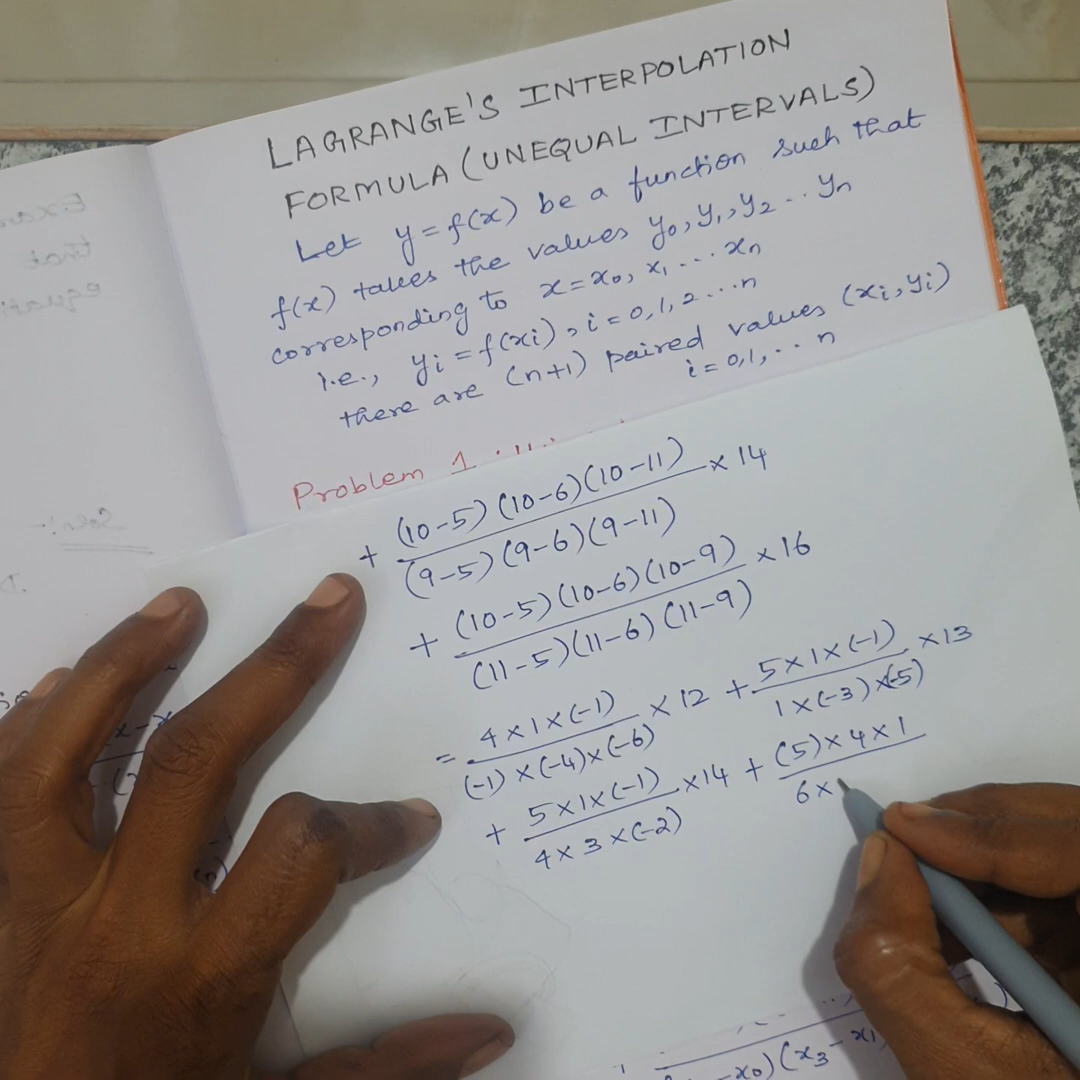 LAGRANGE'S INTERPOLATION
FORMULA (UNEQUAL INTERVALS)
Let y = f(x) be a function such that
f(x) takes the values y₀, y₁, y₂ .. yₙ
corresponding to x = x₀, x₁ ... xₙ
i.e., yᵢ = f(xᵢ), i = 0, 1, 2 ... n
there are (n+1) paired values (xᵢ, yᵢ)
i = 0, 1, .. n
Problem 1
+ (10-5)(10-6)(10-11) / (9-5)(9-6)(9-11) × 14
+ (10-5)(10-6)(10-9) / (11-5)(11-6)(11-9) × 16
= 4×1×(-1) / (-1)×(-4)×(-6) × 12 + 5×1×(-1) / 1×(-3)×(-5) × 13
+ 5×1×(-1) / 4×3×(-2) × 14 + (5)×4×1 / 6×
x₀)(x₃ - x₁